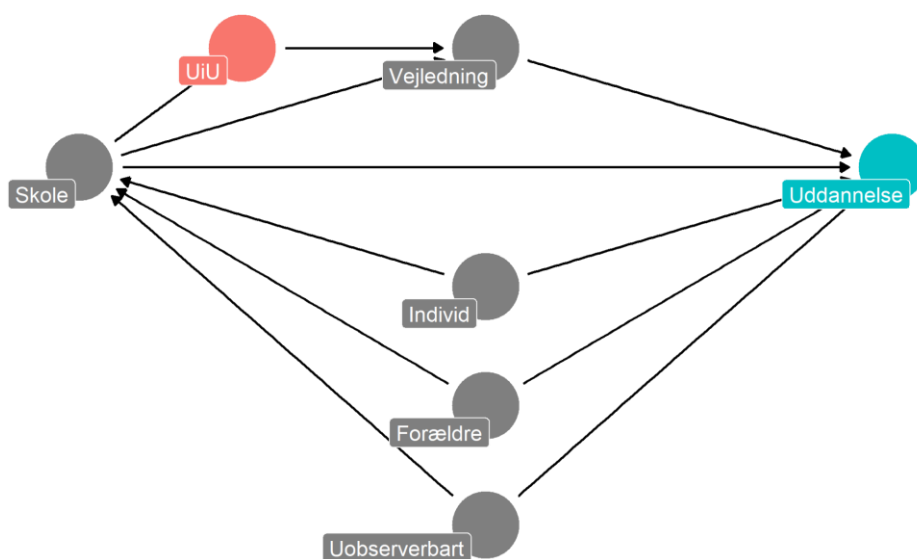 UiU
Vejledning
Skole
Uddannelse
Individ
Forældre
Uobserverbart